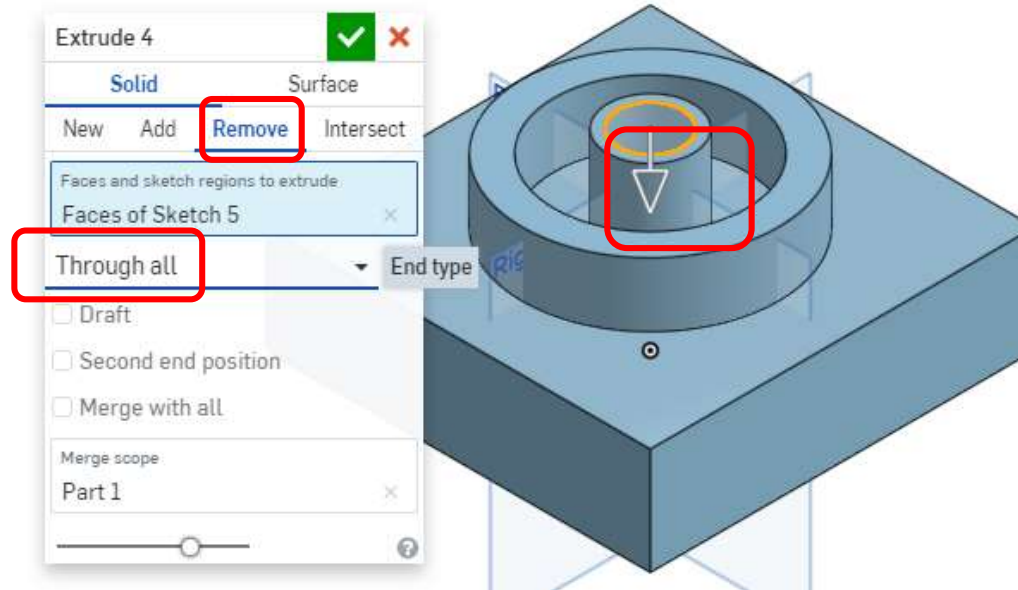 Extrude 4
Solid Surface
New Add Remove Intersect
Faces and sketch regions to extrude
Faces of Sketch 5
Through all
End type
Draft
Second end position
Merge with all
Merge scope
Part 1